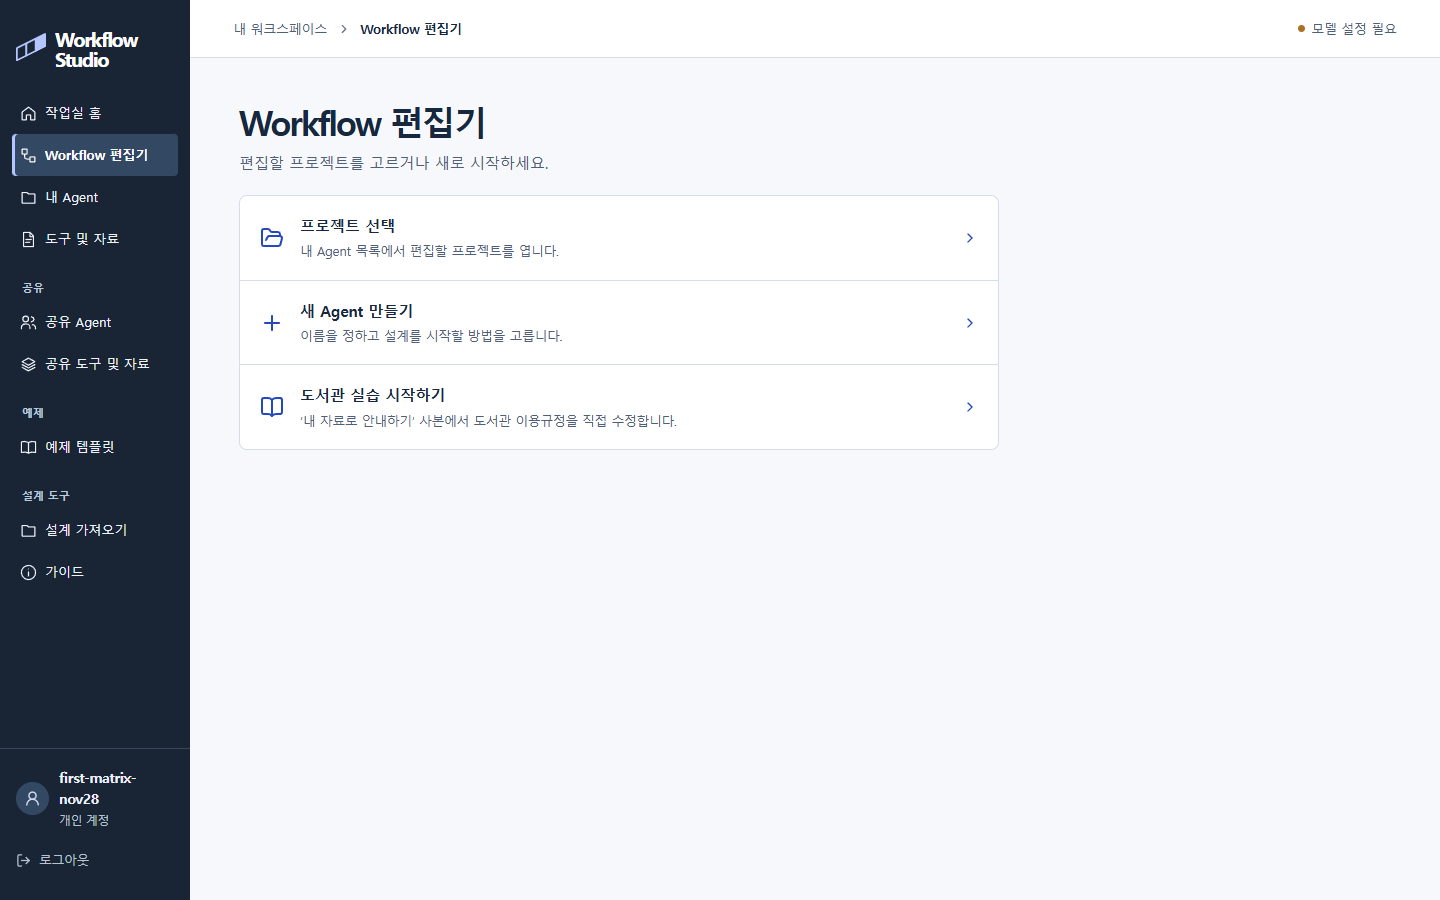 Workflow
Studio
작업실 홈
Workflow 편집기
내 Agent
도구 및 자료
공유
공유 Agent
공유 도구 및 자료
예제
예제 템플릿
설계 도구
설계 가져오기
가이드
first-matrix-
nov28
개인 계정
로그아웃
내 워크스페이스 > Workflow 편집기
모델 설정 필요
Workflow 편집기
편집할 프로젝트를 고르거나 새로 시작하세요.
프로젝트 선택
내 Agent 목록에서 편집할 프로젝트를 엽니다.
새 Agent 만들기
이름을 정하고 설계를 시작할 방법을 고릅니다.
도서관 실습 시작하기
'내 자료로 안내하기' 사본에서 도서관 이용규정을 직접 수정합니다.